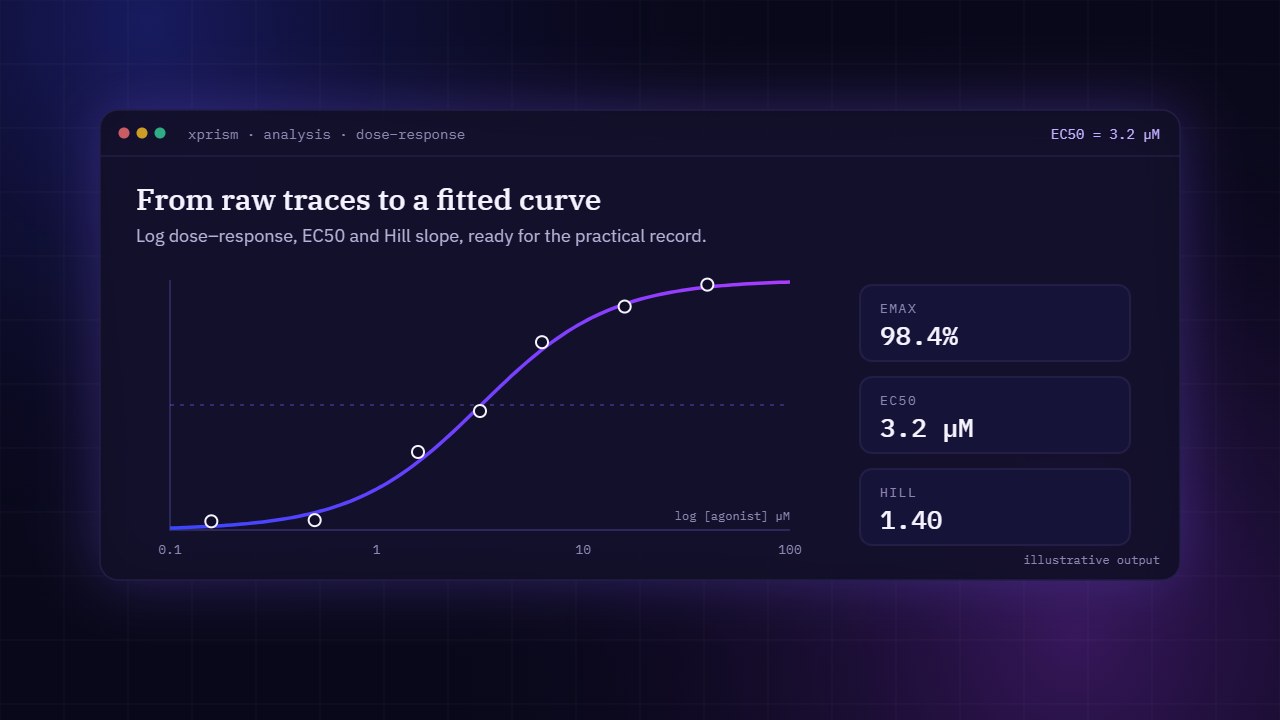 xprism · analysis · dose–response
EC50 = 3.2 µM
From raw traces to a fitted curve
Log dose–response, EC50 and Hill slope, ready for the practical record.
EMAX
98.4%
EC50
3.2 µM
HILL
1.40
log [agonist] µM
0.1 1 10 100
illustrative output